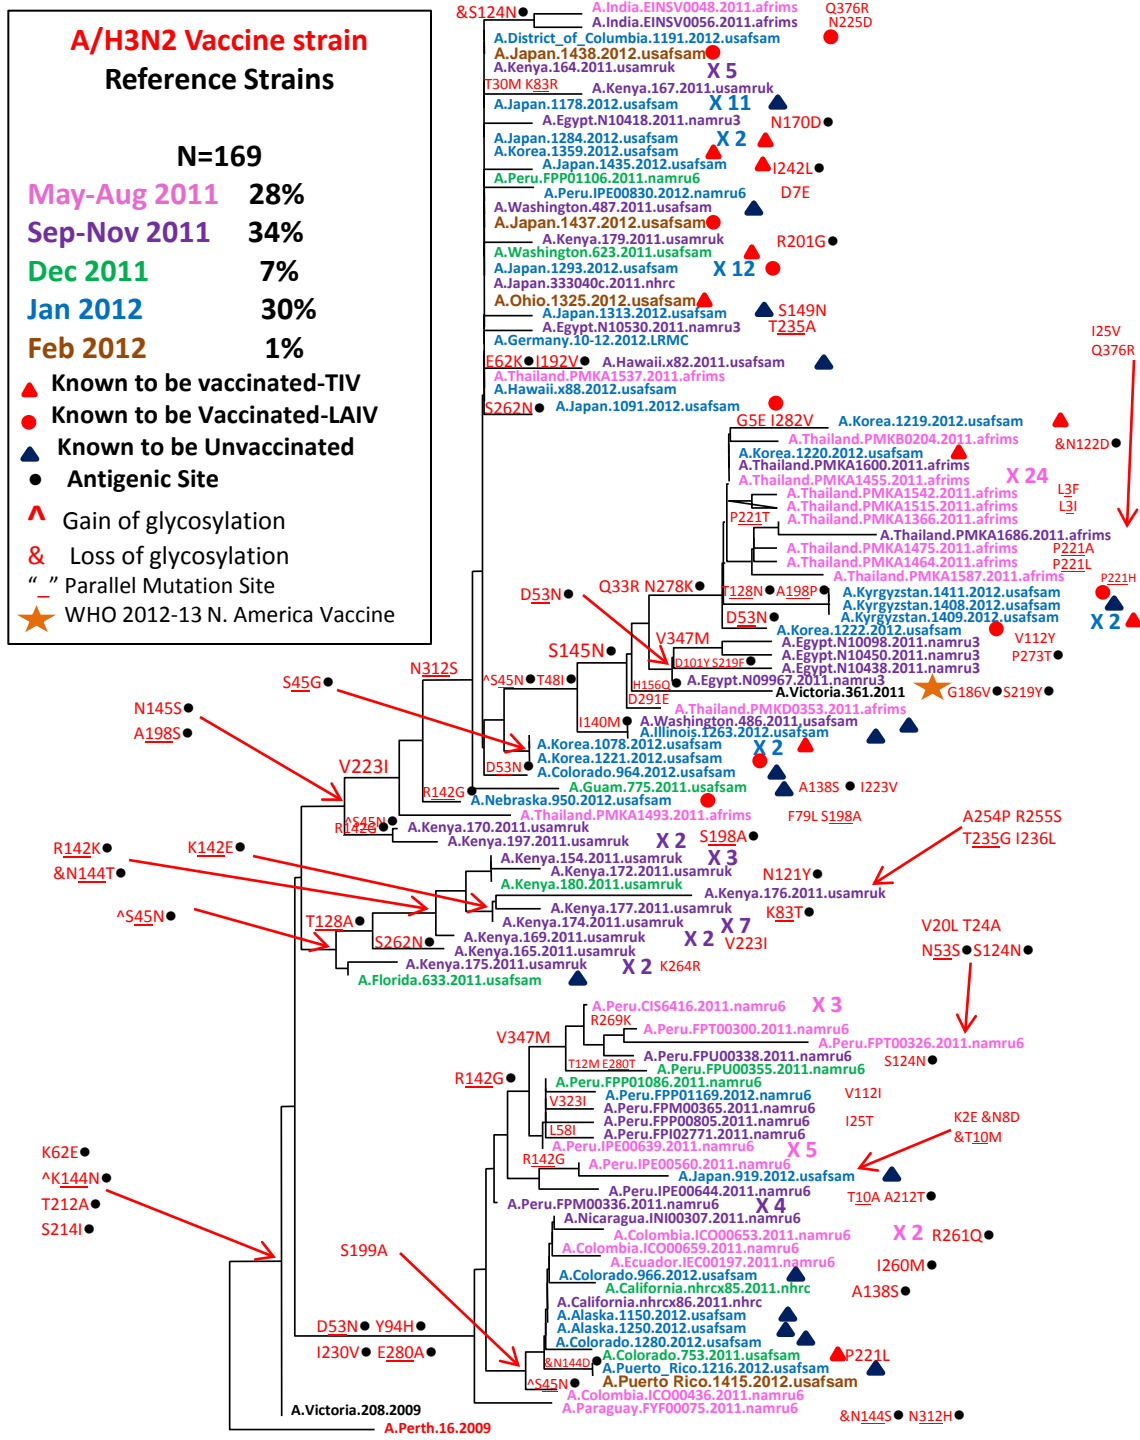 A/H3N2 Vaccine strain
Reference Strains
N=169
May-Aug 2011 28%
Sep-Nov 2011 34%
Dec 2011 7%
Jan 2012 30%
Feb 2012 1%
Known to be vaccinated-TIV
Known to be Vaccinated-LAIV
Known to be Unvaccinated
Antigenic Site
^ Gain of glycosylation
& Loss of glycosylation
"_" Parallel Mutation Site
WHO 2012-13 N. America Vaccine
&S124N
A.India.EINSV0048.2011.afrims Q376R
A.India.EINSV0056.2011.afrims N225D
A.District_of_Columbia.1191.2012.usafsam
A.Japan.1438.2012.usafsam
A.Kenya.164.2011.usamruk X 5
T30M K83R
A.Kenya.167.2011.usamruk
A.Japan.1178.2012.usafsam X 11
A.Egypt.N10418.2011.namru3 N170D
A.Japan.1284.2012.usafsam X 2
A.Korea.1359.2012.usafsam
A.Japan.1435.2012.usafsam I242L
A.Peru.FPP01106.2011.namru6
A.Peru.IPE00830.2012.namru6 D7E
A.Washington.487.2011.usafsam
A.Japan.1437.2012.usafsam
A.Kenya.179.2011.usamruk R201G
A.Washington.623.2011.usafsam
A.Japan.1293.2012.usafsam X 12
A.Japan.333040c.2011.nhrc
A.Ohio.1325.2012.usafsam
A.Japan.1313.2012.usafsam S149N
A.Egypt.N10530.2011.namru3 T235A
A.Germany.10-12.2012.LRMC
E62K I192V A.Hawaii.x82.2011.usafsam
A.Thailand.PMKA1537.2011.afrims
A.Hawaii.x88.2012.usafsam
S262N A.Japan.1091.2012.usafsam
I25V
Q376R
G5E I282V A.Korea.1219.2012.usafsam
A.Thailand.PMKB0204.2011.afrims &N122D
A.Korea.1220.2012.usafsam
A.Thailand.PMKA1600.2011.afrims
A.Thailand.PMKA1455.2011.afrims X 24
A.Thailand.PMKA1542.2011.afrims L3F
A.Thailand.PMKA1515.2011.afrims L3I
P221T A.Thailand.PMKA1366.2011.afrims
A.Thailand.PMKA1686.2011.afrims
A.Thailand.PMKA1475.2011.afrims P221A
A.Thailand.PMKA1464.2011.afrims P221L
A.Thailand.PMKA1587.2011.afrims P221H
Q33R N278K
T128N A198P A.Kyrgyzstan.1411.2012.usafsam
A.Kyrgyzstan.1408.2012.usafsam
A.Kyrgyzstan.1409.2012.usafsam X 2
D53N
D53N A.Korea.1222.2012.usafsam
V347M A.Egypt.N10098.2011.namru3 V112Y
S145N A.Egypt.N10450.2011.namru3 P273T
D101Y S219F A.Egypt.N10438.2011.namru3
H156Q A.Egypt.N09967.2011.namru3
A.Victoria.361.2011 G186V S219Y
N312S
^S45N T48I
D291E
A.Thailand.PMKD0353.2011.afrims
S45G
I140M A.Washington.486.2011.usafsam
A.Illinois.1263.2012.usafsam
A.Korea.1078.2012.usafsam X 2
A.Korea.1221.2012.usafsam
D53N A.Colorado.964.2012.usafsam
A.Guam.775.2011.usafsam A138S I223V
N145S
A198S
V223I
R142G A.Nebraska.950.2012.usafsam
A.Thailand.PMKA1493.2011.afrims F79L S198A
^S45N
R142G A.Kenya.170.2011.usamruk
A.Kenya.197.2011.usamruk X 2 S198A
A254P R255S
T235G I236L
R142K
&N144T
K142E
A.Kenya.154.2011.usamruk X 3
A.Kenya.172.2011.usamruk
A.Kenya.180.2011.usamruk N121Y
A.Kenya.176.2011.usamruk
A.Kenya.177.2011.usamruk K83T
A.Kenya.174.2011.usamruk X 7
^S45N
T128A
A.Kenya.169.2011.usamruk X 2 V223I
S262N A.Kenya.165.2011.usamruk
A.Kenya.175.2011.usamruk X 2 K264R
A.Florida.633.2011.usafsam
V20L T24A
N53S S124N
A.Peru.CIS6416.2011.namru6 X 3
R269K
A.Peru.FPT00300.2011.namru6
A.Peru.FPT00326.2011.namru6
V347M
A.Peru.FPU00338.2011.namru6 S124N
T12M E280T A.Peru.FPU00355.2011.namru6
R142G
A.Peru.FPP01086.2011.namru6
A.Peru.FPP01169.2012.namru6 V112I
V323I A.Peru.FPM00365.2011.namru6
A.Peru.FPP00805.2011.namru6 I25T
L58I A.Peru.FPI02771.2011.namru6
A.Peru.IPE00639.2011.namru6 X 5
K2E &N8D
&T10M
R142G A.Peru.IPE00560.2011.namru6
A.Japan.919.2012.usafsam
A.Peru.IPE00644.2011.namru6 T10A A212T
A.Peru.FPM00336.2011.namru6 X 4
A.Nicaragua.INI00307.2011.namru6
A.Colombia.ICO00653.2011.namru6 X 2 R261Q
A.Colombia.ICO00659.2011.namru6
A.Ecuador.IEC00197.2011.namru6 I260M
A.Colorado.966.2012.usafsam
A.California.nhrcx85.2011.nhrc A138S
A.California.nhrcx86.2011.nhrc
A.Alaska.1150.2012.usafsam
A.Alaska.1250.2012.usafsam
A.Colorado.1280.2012.usafsam
A.Colorado.753.2011.usafsam P221L
&N144D A.Puerto_Rico.1216.2012.usafsam
^S45N A.Puerto Rico.1415.2012.usafsam
A.Colombia.ICO00436.2011.namru6
A.Paraguay.FYF00075.2011.namru6
&N144S N312H
K62E
^K144N
T212A
S214I
S199A
D53N Y94H
I230V E280A
A.Victoria.208.2009
A.Perth.16.2009